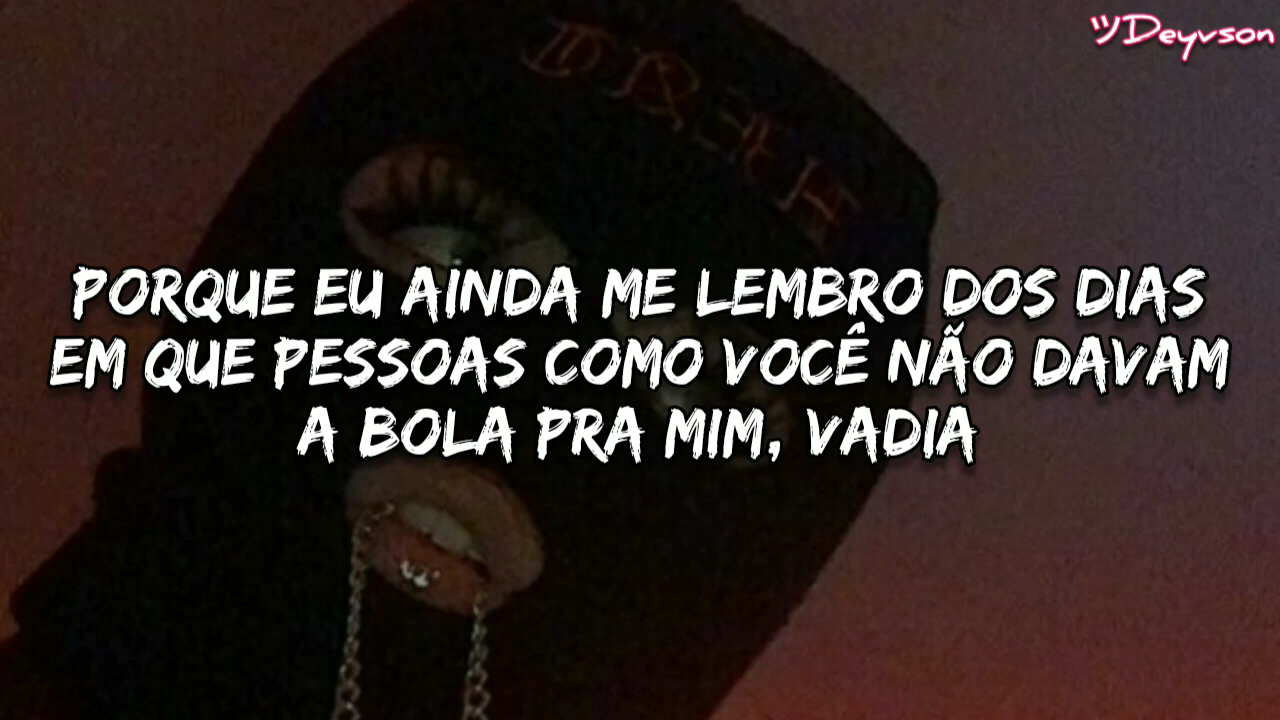 ツDeyvson
PORQUE EU AINDA ME LEMBRO DOS DIAS
EM QUE PESSOAS COMO VOCÊ NÃO DAVAM
A BOLA PRA MIM, VADIA